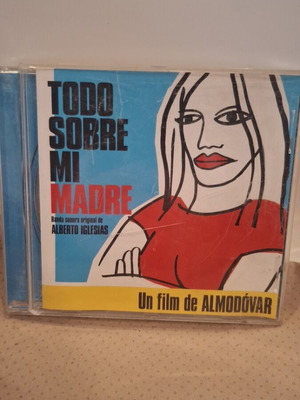 TODO
SOBRE
MI
MADRE
Banda sonora original de
ALBERTO IGLESIAS
Un film de ALMODÓVAR